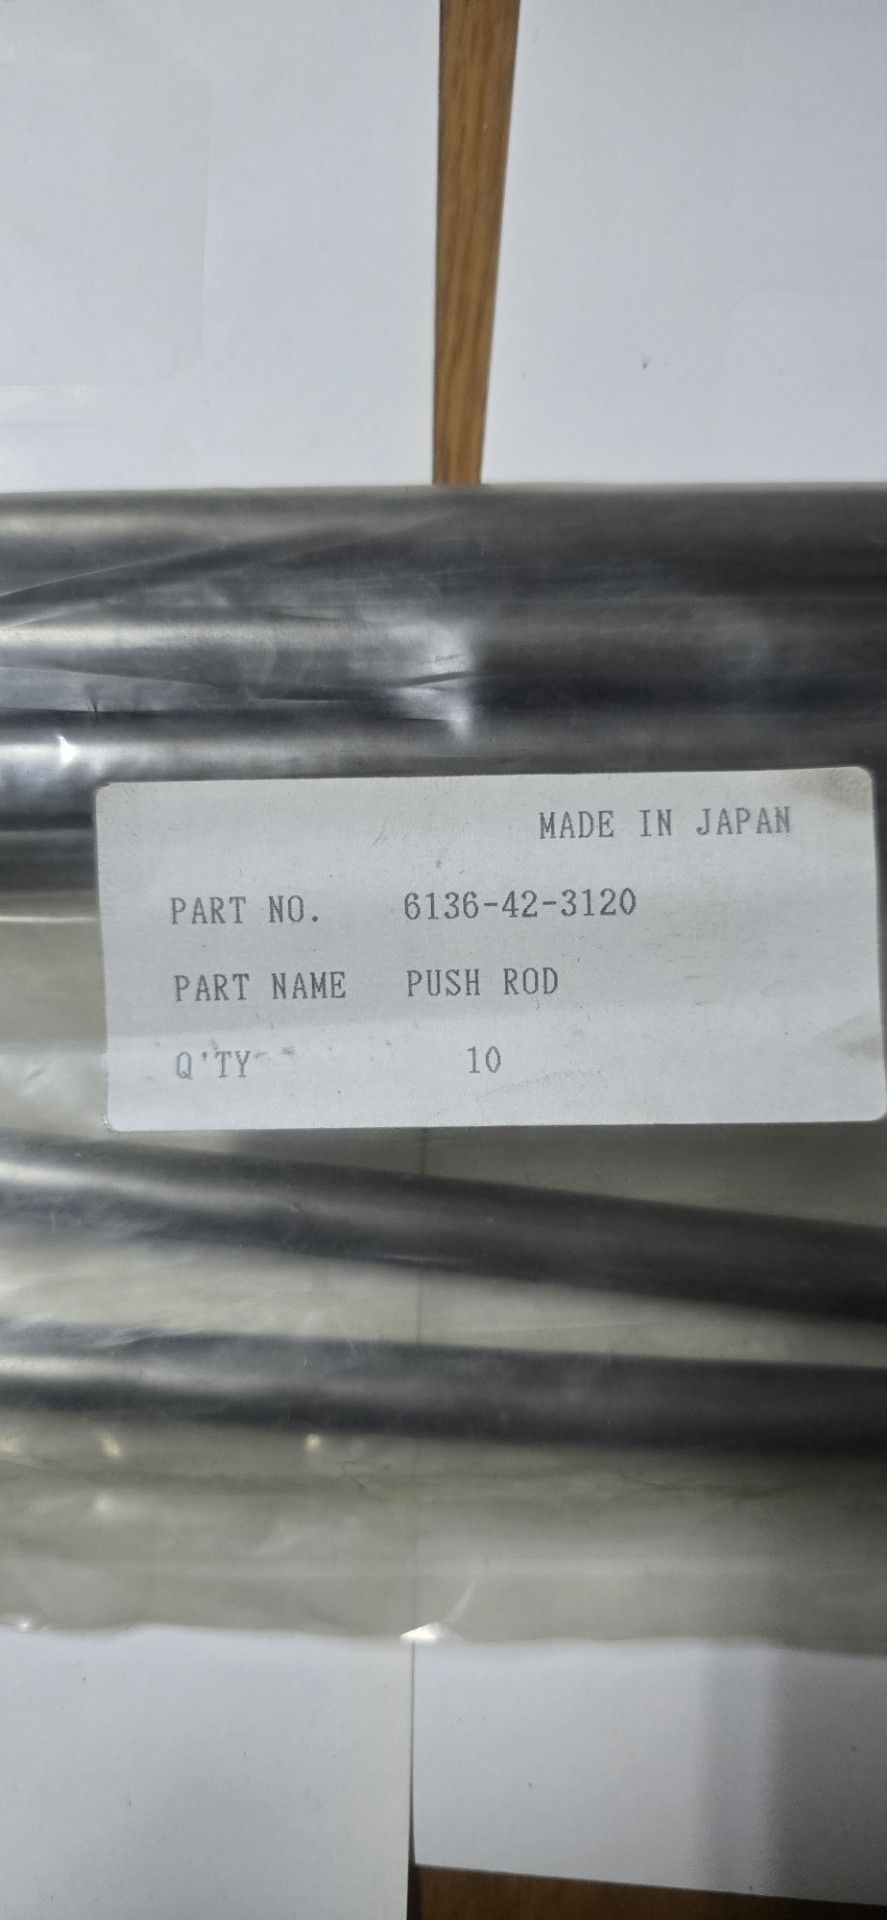 MADE IN JAPAN
PART NO. 6136-42-3120
PART NAME PUSH ROD
Q'TY 10